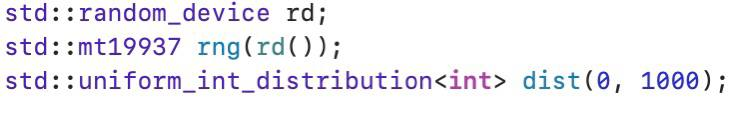 std::random_device rd;
std::mt19937 rng(rd());
std::uniform_int_distribution<int> dist(0, 1000);